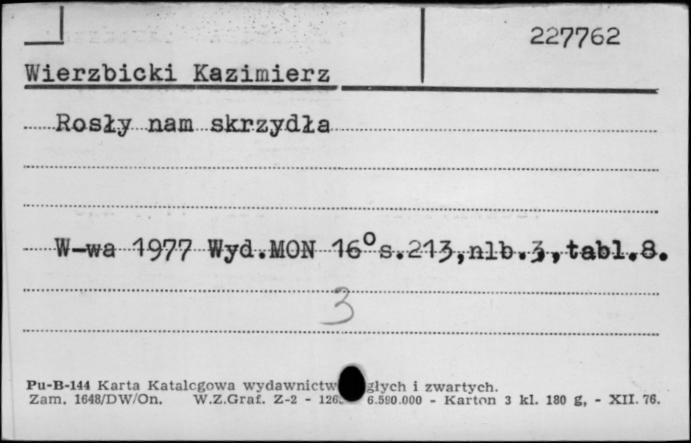 227762
Wierzbicki Kazimierz
Rosły nam skrzydła
W-wa 1977 Wyd.MON 16° s.213,nlb.3,tabl.8.
3
Pu-B-144 Karta Katalogowa wydawnictw i zwartych.
Zam. 1648/DW/On. W.Z.Graf. Z-2 - 6.590.000 - Karton 3 kl. 180 g, - XII. 76.